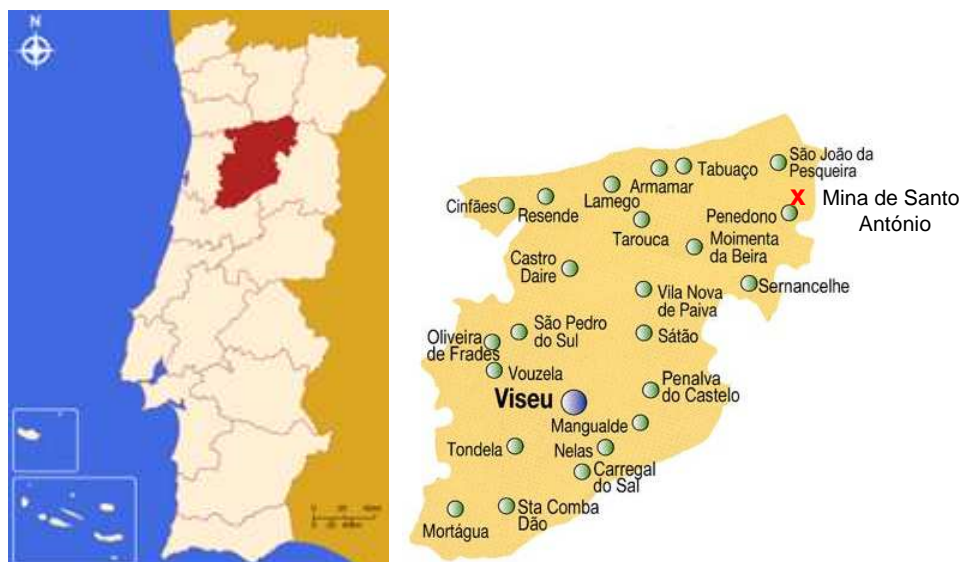 N
São João da
Pesqueira
Tabuaço
Armamar
Lamego
X Mina de Santo
António
Cinfães
Resende
Penedono
Tarouca
Moimenta
da Beira
Castro
Daire
Sernancelhe
Vila Nova
de Paiva
São Pedro
do Sul
Sátão
Oliveira
de Frades
Vouzela
Penalva
do Castelo
Viseu
Mangualde
Tondela
Nelas
Carregal
do Sal
Sta Comba
Dão
Mortágua